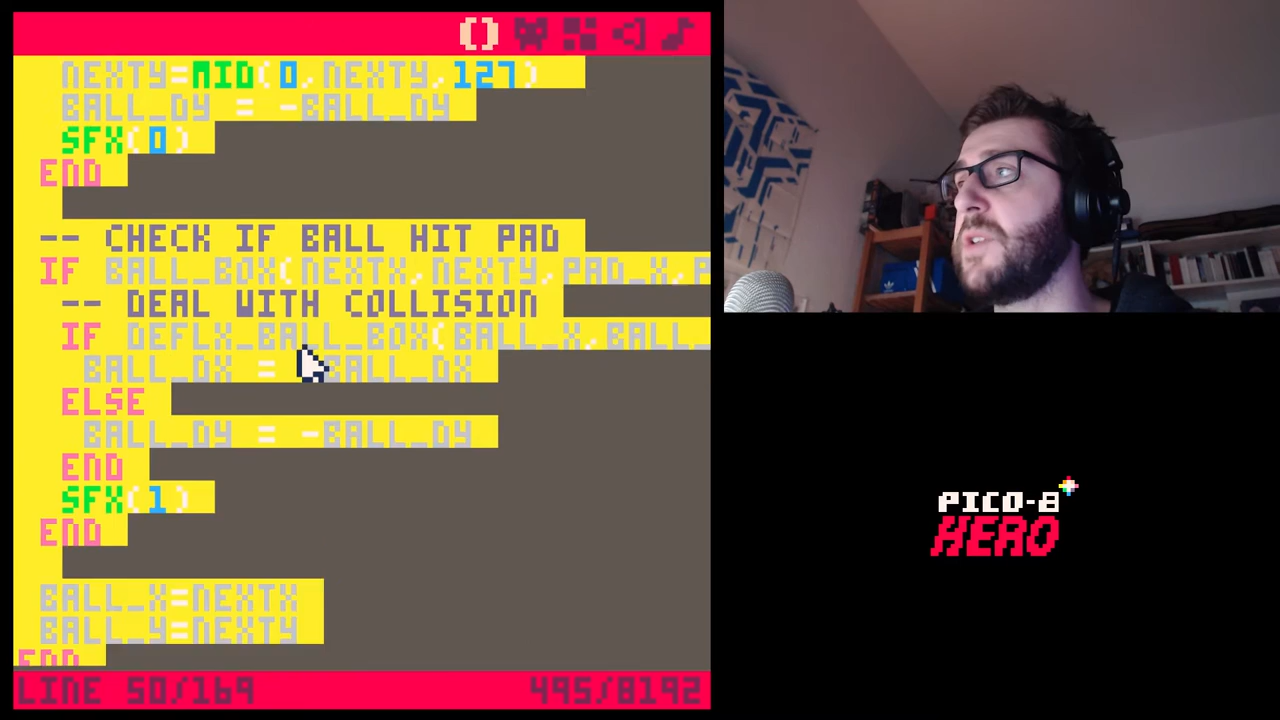 NEXTY=MID(0,NEXTY,127)
BALL_DY = -BALL_DY
SFX(0)
END
-- CHECK IF BALL HIT PAD
IF BALL_BOX(NEXTX,NEXTY,PAD_X,P
-- DEAL WITH COLLISION
IF DEFLX_BALL_BOX(BALL_X,BALL_
BALL_DX = -BALL_DX
ELSE
BALL_DY = -BALL_DY
END
SFX(1)
END
BALL_X=NEXTX
BALL_Y=NEXTY
END
LINE 50/169
495/8192
PICO-8
HERO